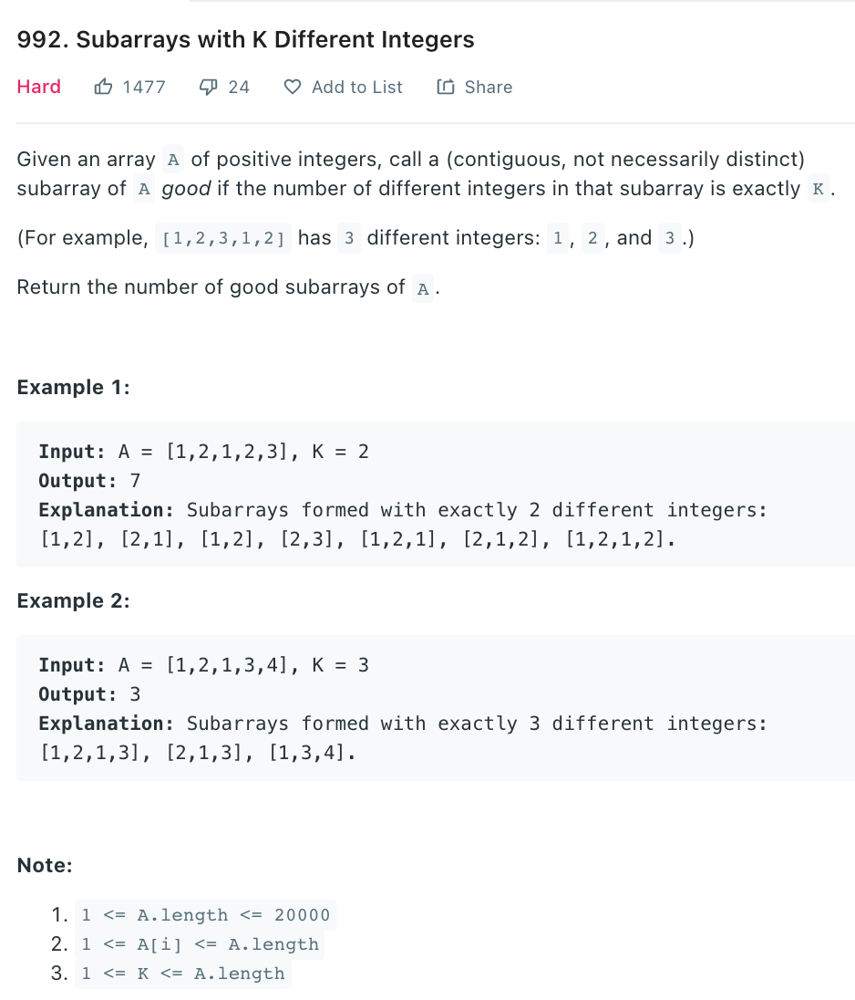 992. Subarrays with K Different Integers
Hard 1477 24 Add to List Share
Given an array A of positive integers, call a (contiguous, not necessarily distinct)
subarray of A good if the number of different integers in that subarray is exactly K .
(For example, [1,2,3,1,2] has 3 different integers: 1 , 2 , and 3 .)
Return the number of good subarrays of A .
Example 1:
Input: A = [1,2,1,2,3], K = 2
Output: 7
Explanation: Subarrays formed with exactly 2 different integers:
[1,2], [2,1], [1,2], [2,3], [1,2,1], [2,1,2], [1,2,1,2].
Example 2:
Input: A = [1,2,1,3,4], K = 3
Output: 3
Explanation: Subarrays formed with exactly 3 different integers:
[1,2,1,3], [2,1,3], [1,3,4].
Note:
1. 1 <= A.length <= 20000
2. 1 <= A[i] <= A.length
3. 1 <= K <= A.length